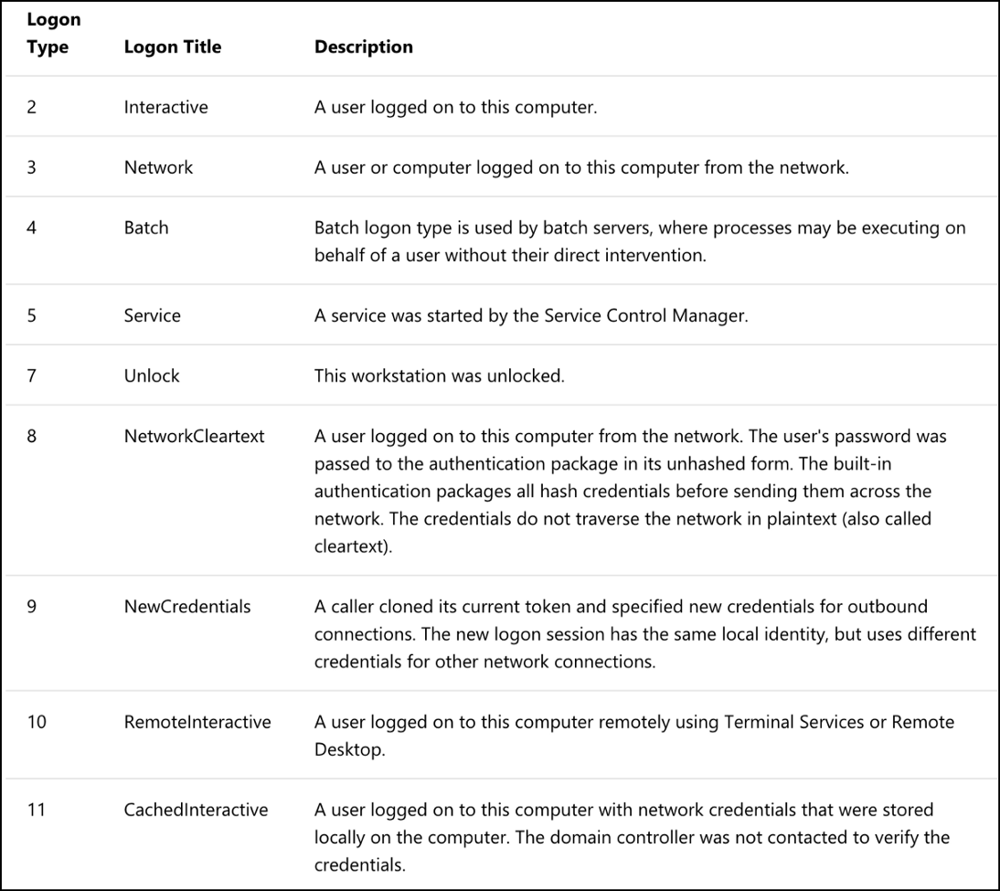 Logon
Type Logon Title Description
2 Interactive A user logged on to this computer.
3 Network A user or computer logged on to this computer from the network.
4 Batch Batch logon type is used by batch servers, where processes may be executing on
behalf of a user without their direct intervention.
5 Service A service was started by the Service Control Manager.
7 Unlock This workstation was unlocked.
8 NetworkCleartext A user logged on to this computer from the network. The user's password was
passed to the authentication package in its unhashed form. The built-in
authentication packages all hash credentials before sending them across the
network. The credentials do not traverse the network in plaintext (also called
cleartext).
9 NewCredentials A caller cloned its current token and specified new credentials for outbound
connections. The new logon session has the same local identity, but uses different
credentials for other network connections.
10 RemoteInteractive A user logged on to this computer remotely using Terminal Services or Remote
Desktop.
11 CachedInteractive A user logged on to this computer with network credentials that were stored
locally on the computer. The domain controller was not contacted to verify the
credentials.